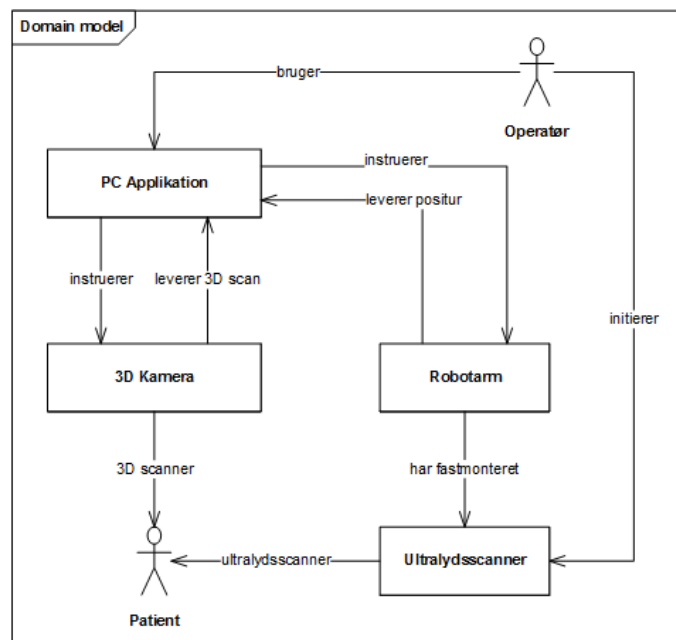 Domain model
bruger
Operatør
PC Applikation
instruerer
leverer positur
instruerer
leverer 3D scan
initierer
3D Kamera
Robotarm
3D scanner
har fastmonteret
ultralydsscanner
Ultralydsscanner
Patient